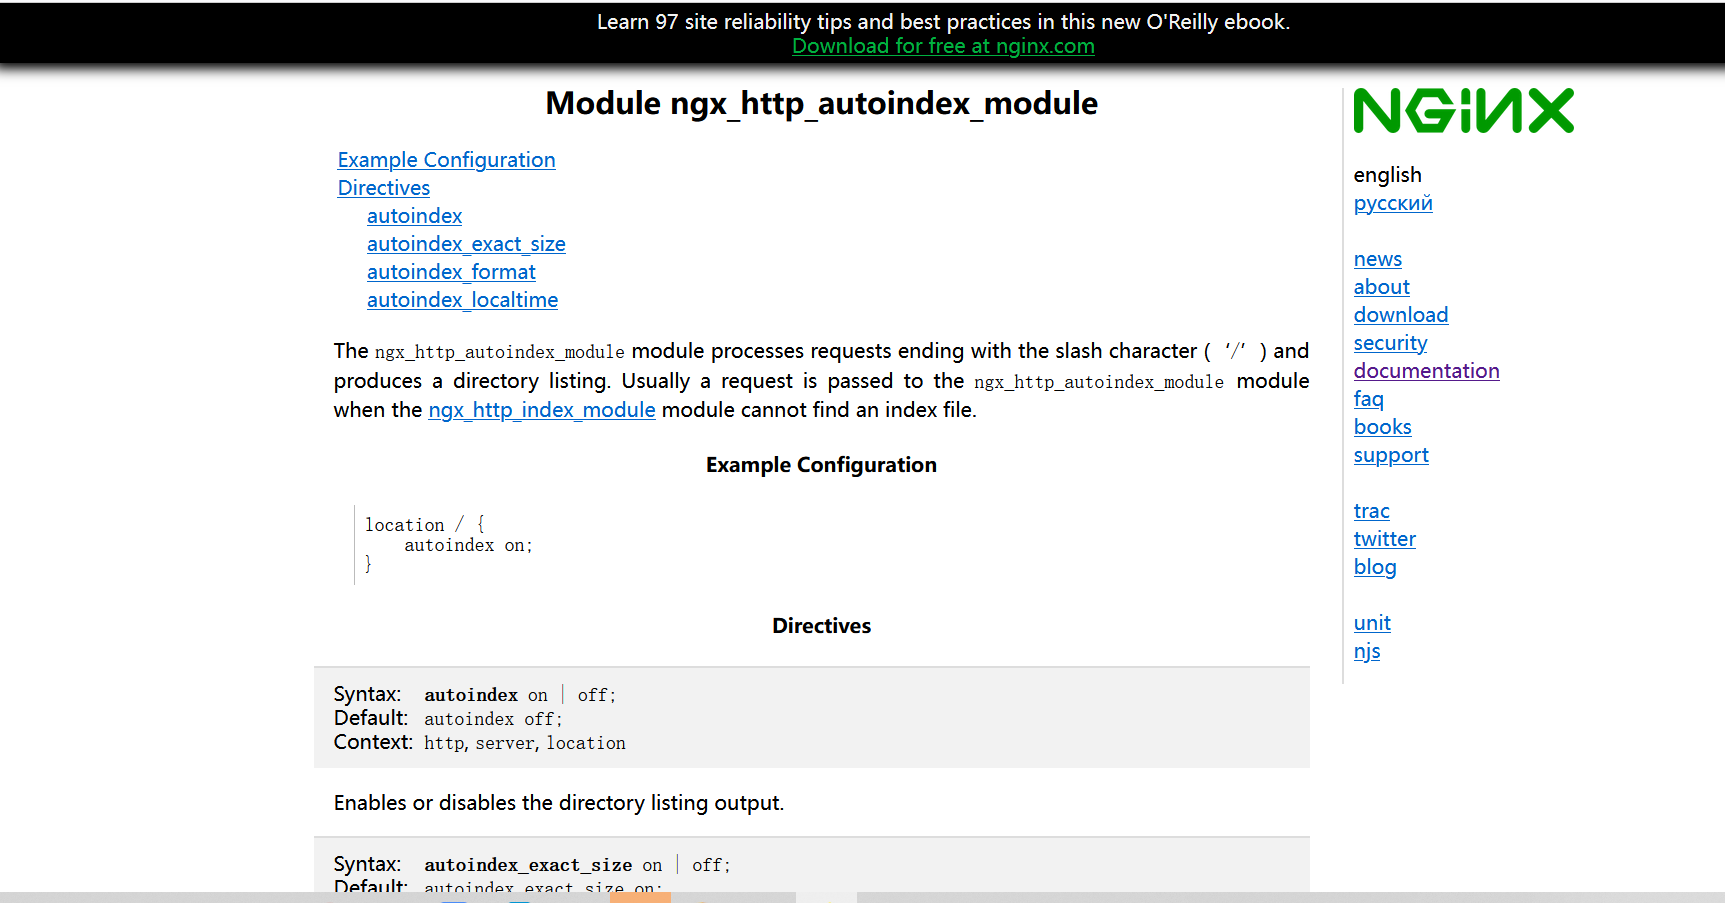 Learn 97 site reliability tips and best practices in this new O'Reilly ebook.
Download for free at nginx.com
Module ngx_http_autoindex_module
Example Configuration
Directives
autoindex
autoindex_exact_size
autoindex_format
autoindex_localtime
The ngx_http_autoindex_module module processes requests ending with the slash character ( ‘/’ ) and
produces a directory listing. Usually a request is passed to the ngx_http_autoindex_module module
when the ngx_http_index_module module cannot find an index file.
Example Configuration
location / {
    autoindex on;
}
Directives
Syntax: autoindex on | off;
Default: autoindex off;
Context: http, server, location
Enables or disables the directory listing output.
Syntax: autoindex_exact_size on | off;
Default: autoindex_exact_size on;
NGINX
english
русский
news
about
download
security
documentation
faq
books
support
trac
twitter
blog
unit
njs